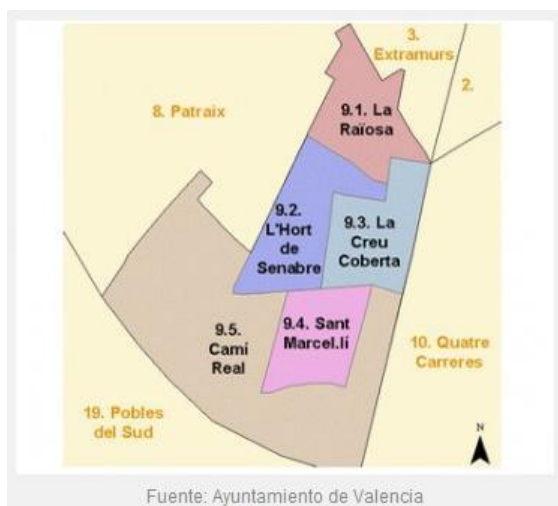 3.
Extramurs
2.
8. Patraix
9.1. La
Raïosa
9.2.
L'Hort
de
Senabre
9.3. La
Creu
Coberta
9.4. Sant
Marcel.lí
9.5.
Camí
Real
10. Quatre
Carreres
19. Pobles
del Sud
N
Fuente: Ayuntamiento de Valencia